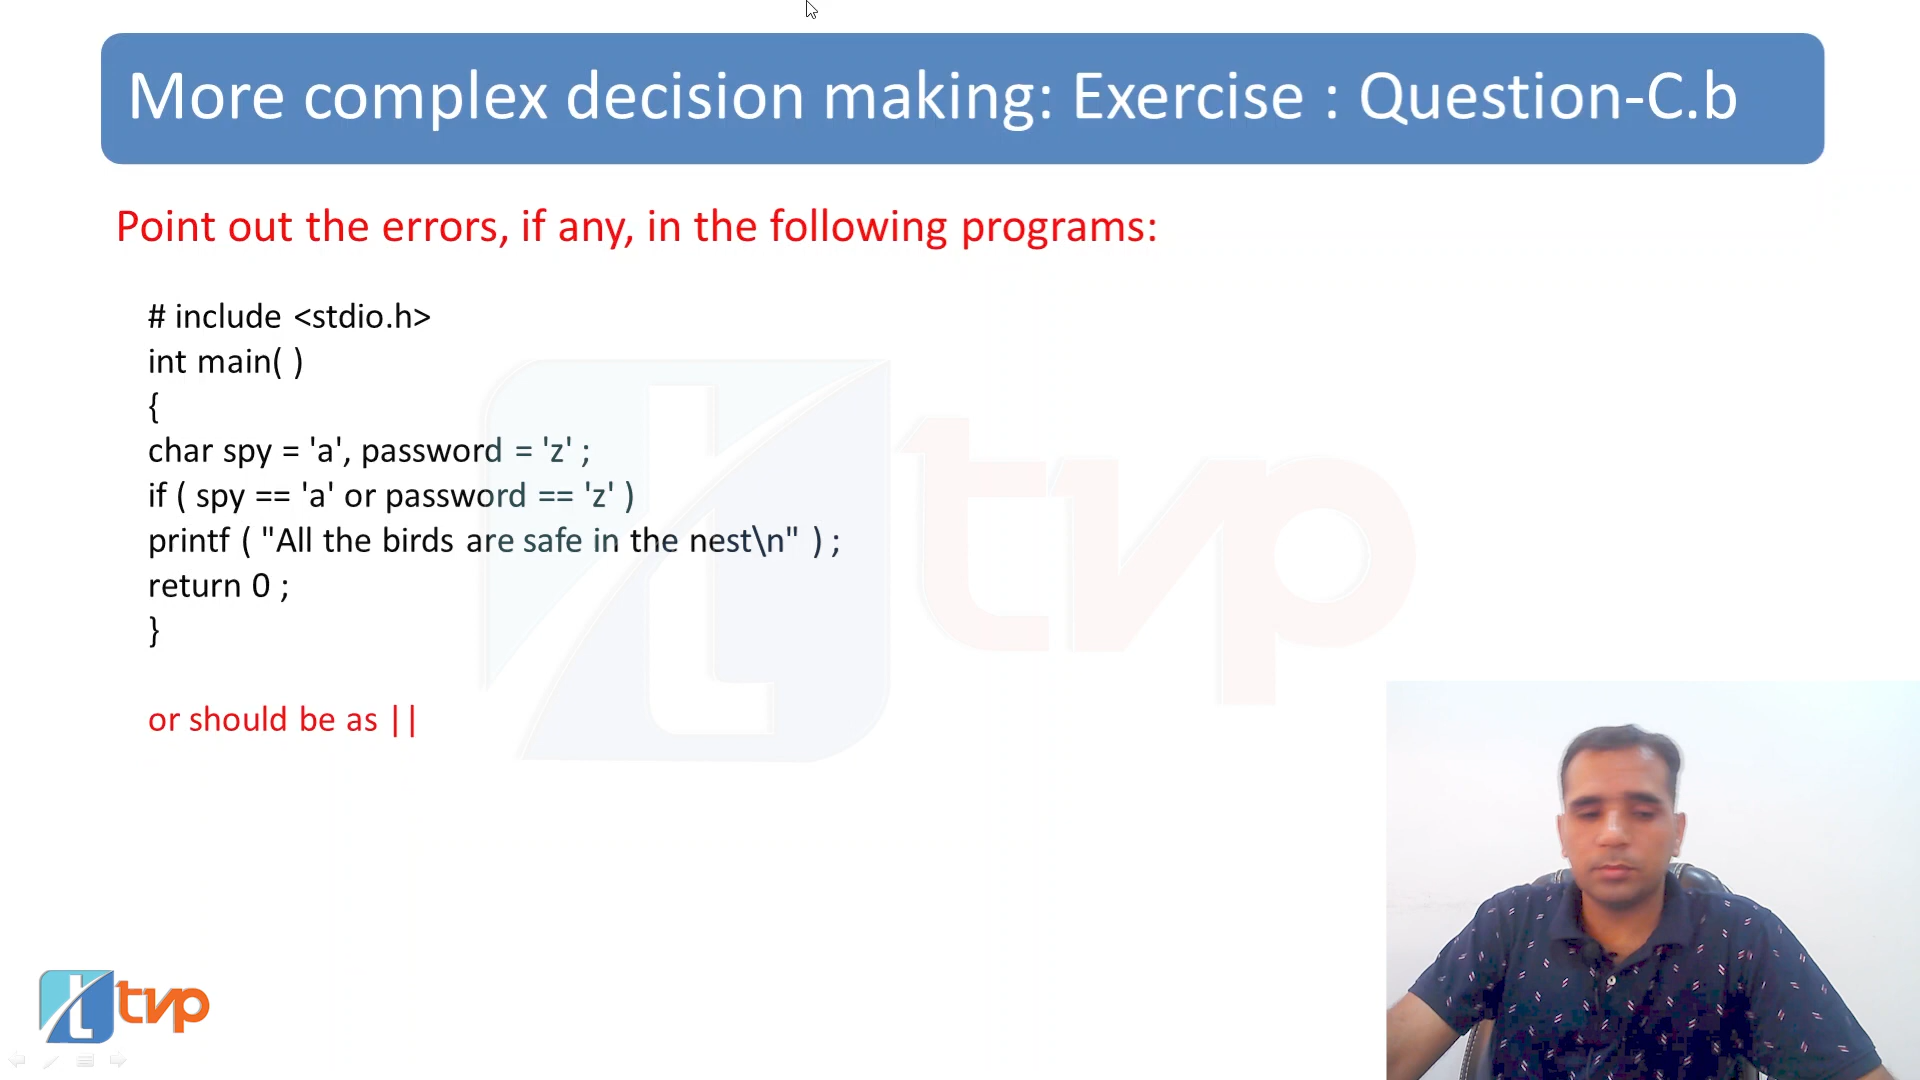 More complex decision making: Exercise : Question-C.b
Point out the errors, if any, in the following programs:
# include <stdio.h>
int main( )
{
char spy = 'a', password = 'z' ;
if ( spy == 'a' or password == 'z' )
printf ( "All the birds are safe in the nest\n" ) ;
return 0 ;
}
or should be as ||
tvp
t tvp